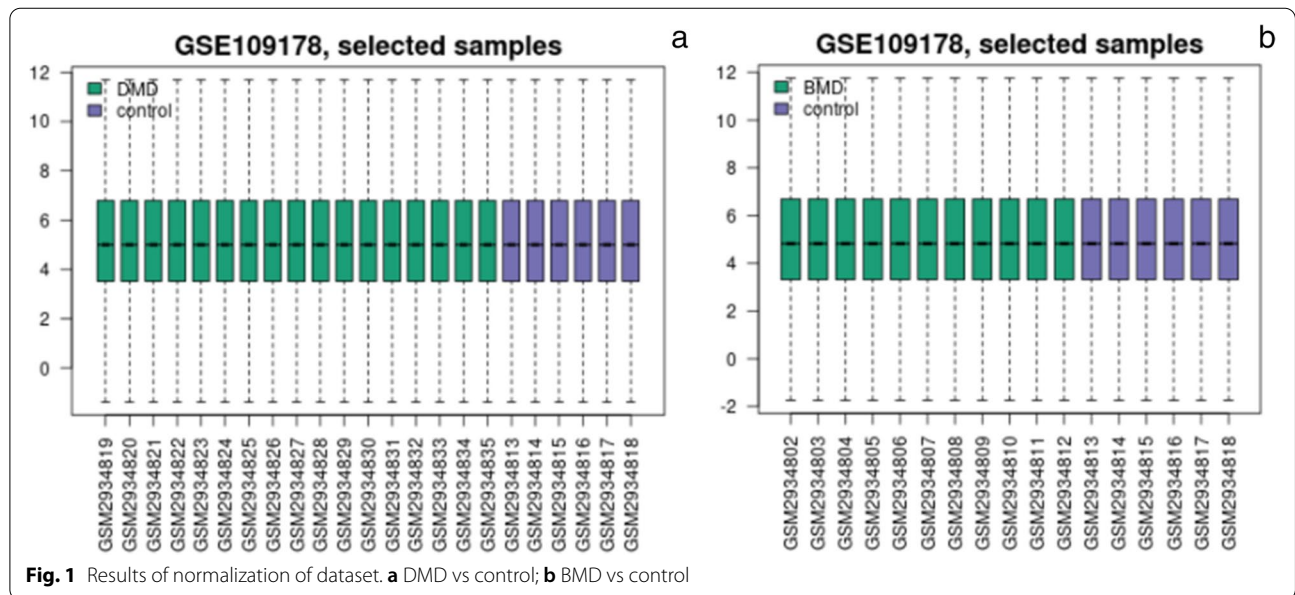 GSE109178, selected samples
a
12
10
8
6
4
2
0
DMD
control
GSM2934819
GSM2934820
GSM2934821
GSM2934822
GSM2934823
GSM2934824
GSM2934825
GSM2934826
GSM2934827
GSM2934828
GSM2934829
GSM2934830
GSM2934831
GSM2934832
GSM2934833
GSM2934834
GSM2934835
GSM2934813
GSM2934814
GSM2934815
GSM2934816
GSM2934817
GSM2934818
GSE109178, selected samples
b
12
10
8
6
4
2
0
-2
BMD
control
GSM2934802
GSM2934803
GSM2934804
GSM2934805
GSM2934806
GSM2934807
GSM2934808
GSM2934809
GSM2934810
GSM2934811
GSM2934812
GSM2934813
GSM2934814
GSM2934815
GSM2934816
GSM2934817
GSM2934818
Fig. 1 Results of normalization of dataset. a DMD vs control; b BMD vs control